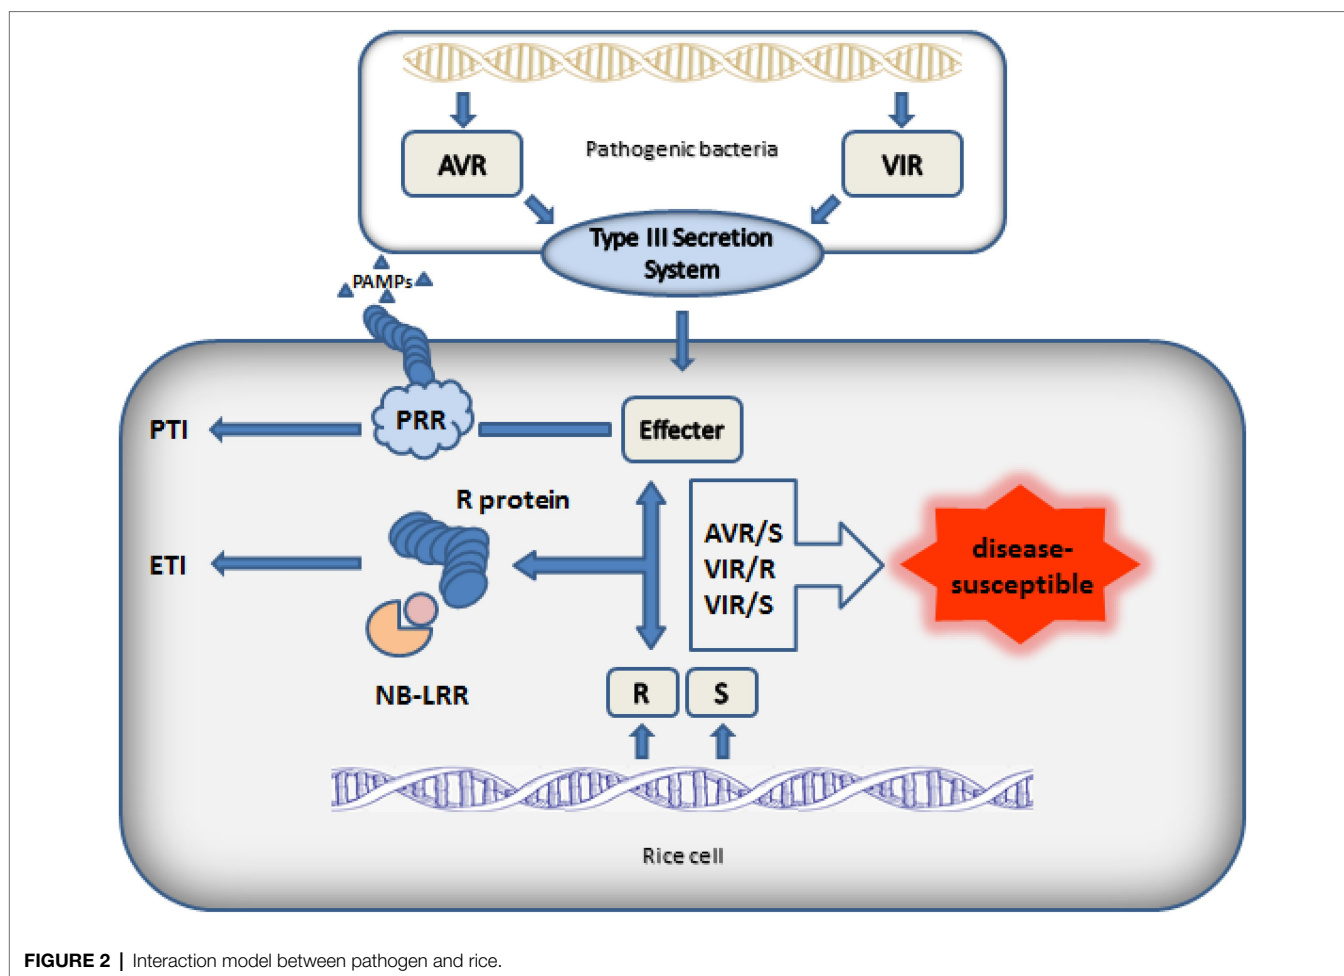 AVR
Pathogenic bacteria
VIR
Type III Secretion
System
PAMPs
PTI
PRR
Effecter
R protein
ETI
AVR/S
VIR/R
VIR/S
disease-
susceptible
NB-LRR
R
S
Rice cell
FIGURE 2 | Interaction model between pathogen and rice.